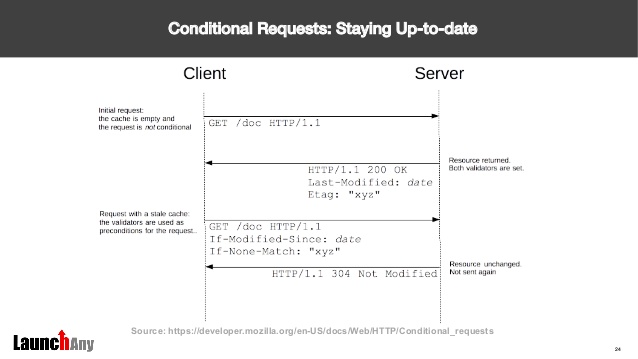 Conditional Requests: Staying Up-to-date
Client
Server
Initial request:
the cache is empty and
the request is not conditional
GET /doc HTTP/1.1
HTTP/1.1 200 OK
Last-Modified: date
Etag: "xyz"
Resource returned.
Both validators are set.
Request with a stale cache:
the validators are used as
preconditions for the request..
GET /doc HTTP/1.1
If-Modified-Since: date
If-None-Match: "xyz"
HTTP/1.1 304 Not Modified
Resource unchanged.
Not sent again
Source: https://developer.mozilla.org/en-US/docs/Web/HTTP/Conditional_requests
LaunchAny
24